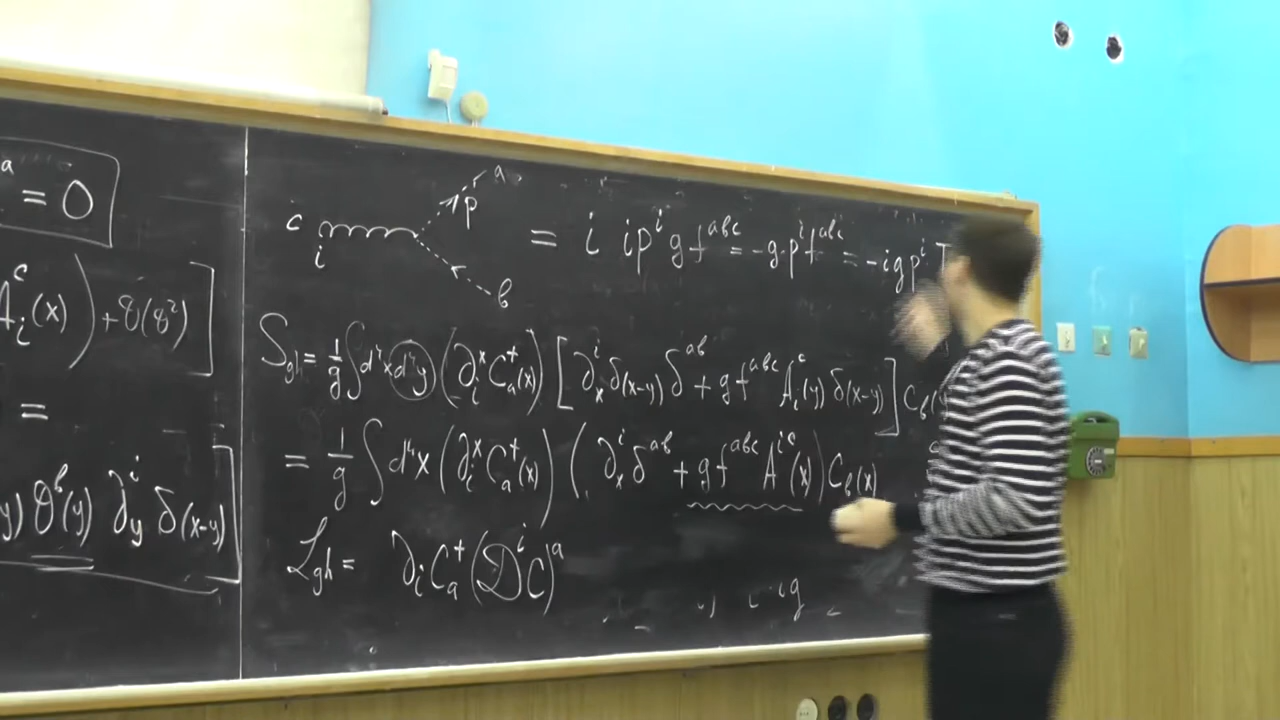 a = 0
A_i^c(x)) + O(g²)]
=
y) θ^b(y) ∂_y^i δ(x-y)]
c i a p b = i ip^i g f^{abc} = -g p^i f^{abc} = -igp^i T
S_gh = 1/g ∫d⁴x d⁴y (∂_i^x C_a^+(x)) [∂_x^i δ(x-y) δ^{ab} + g f^{abc} A_i^c(y) δ(x-y)] C_b(
= 1/g ∫d⁴x (∂_i^x C_a^+(x)) (∂_x^i δ^{ab} + g f^{abc} A^{ic}(x)) C_b(x)
ℒ_gh = ∂_i C_a^+ (𝒟^i C)^a